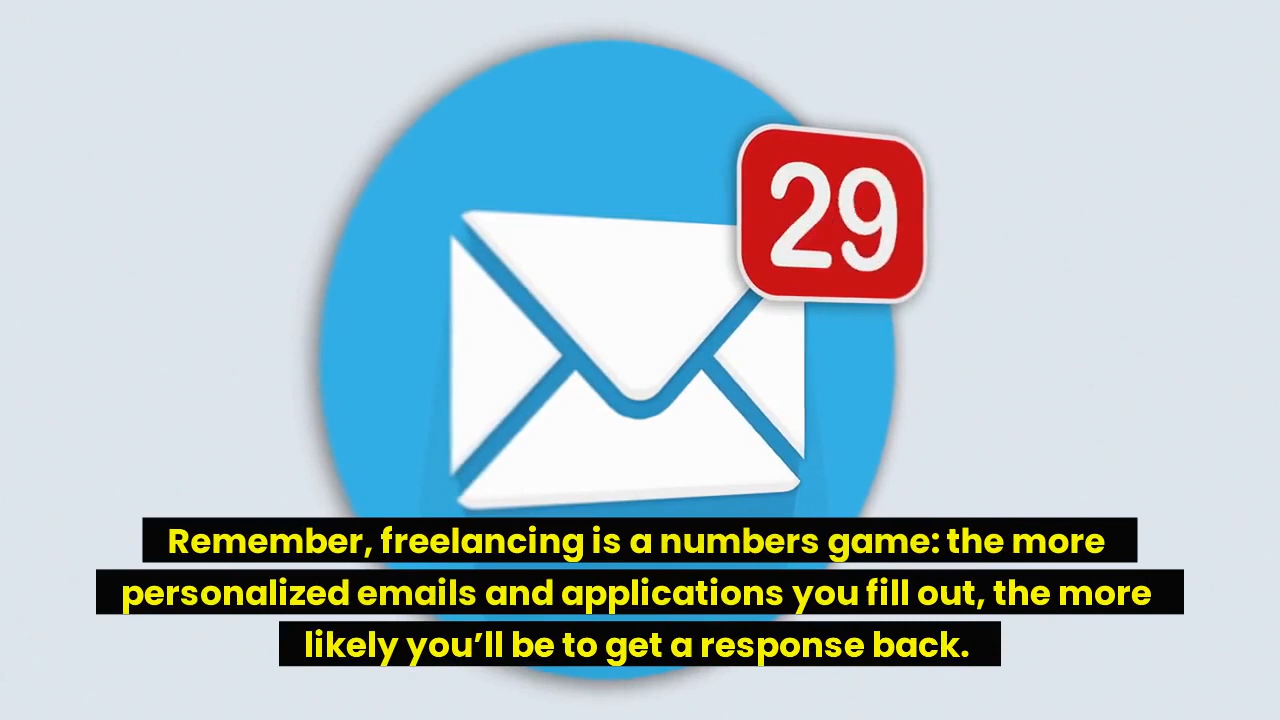 29
Remember, freelancing is a numbers game: the more
personalized emails and applications you fill out, the more
likely you’ll be to get a response back.